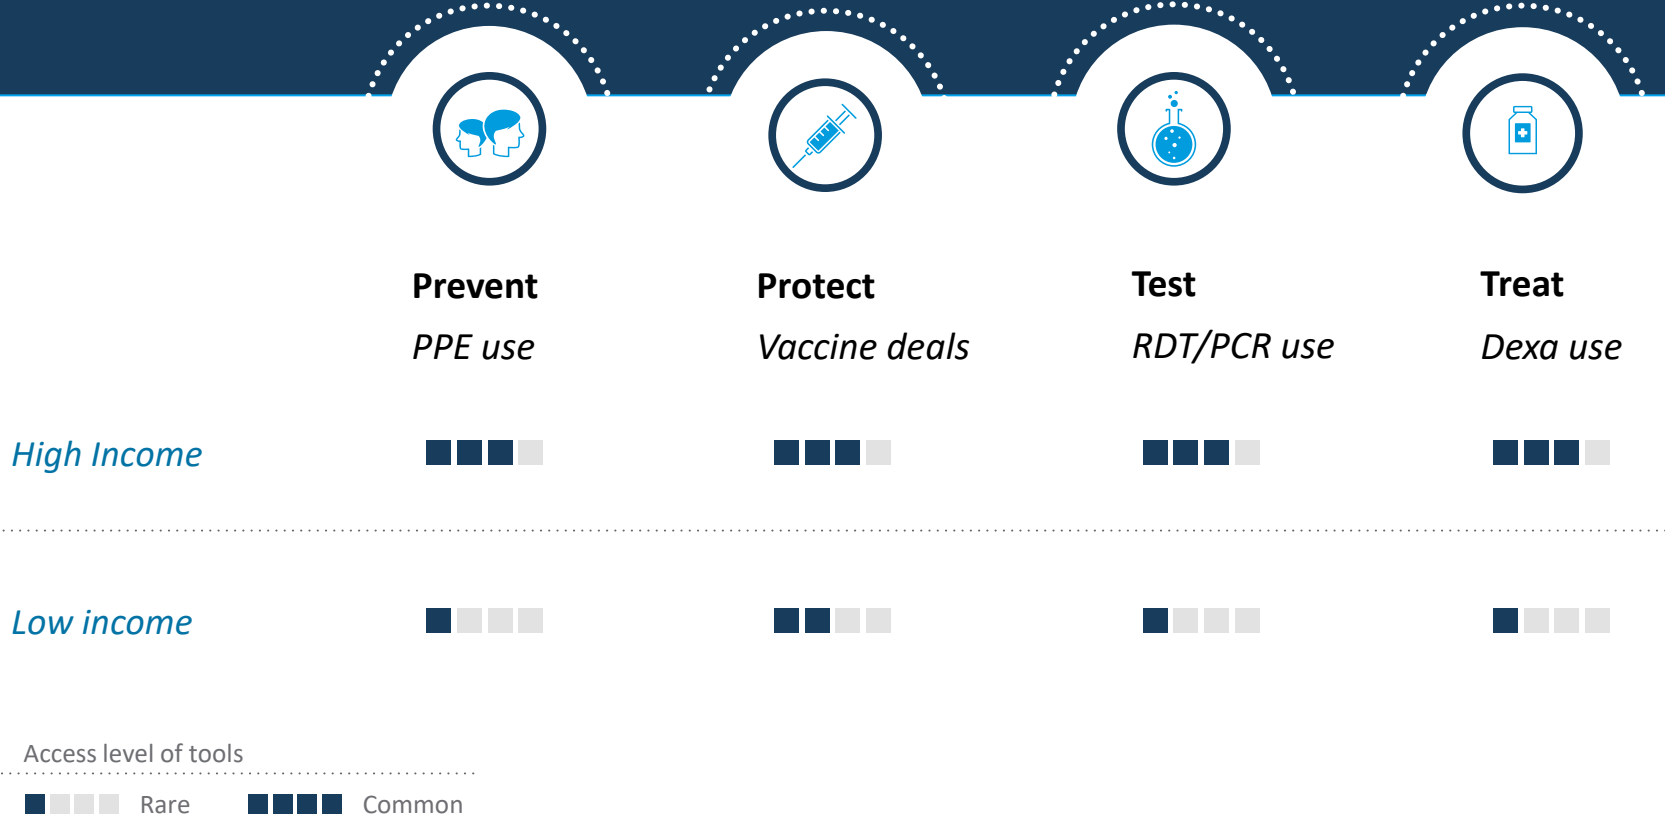 Prevent
Protect
Test
Treat
PPE use
Vaccine deals
RDT/PCR use
Dexa use
High Income
Low income
Access level of tools
Rare
Common